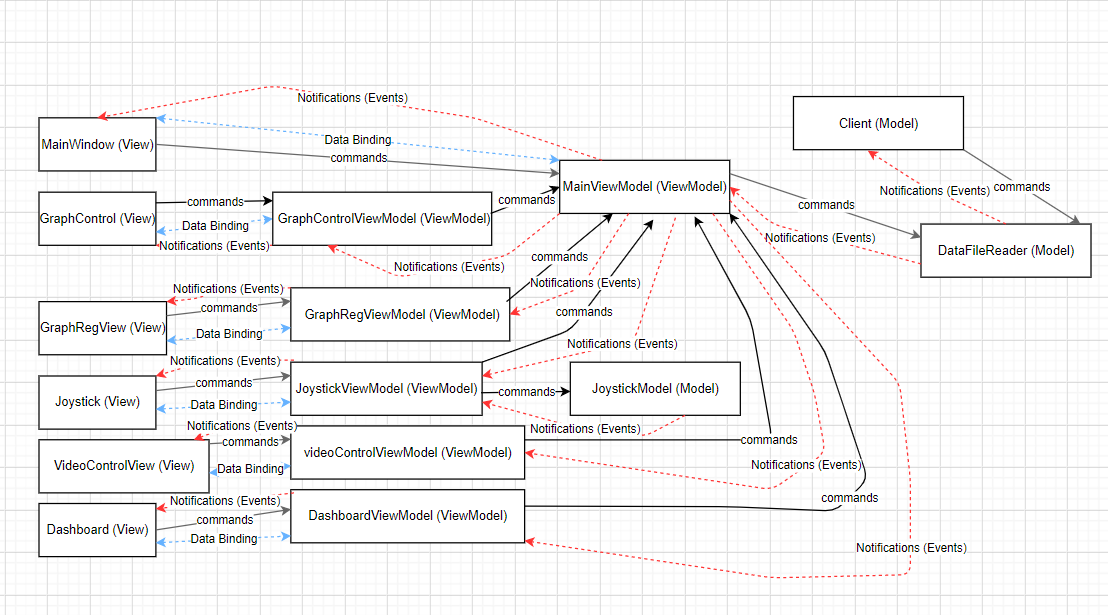 Notifications (Events)
Client (Model)
MainWindow (View)
Data Binding
commands
MainViewModel (ViewModel)
Notifications (Events)
commands
GraphControl (View)
commands
Data Binding
Notifications (Events)
GraphControlViewModel (ViewModel)
commands
commands
Notifications (Events)
DataFileReader (Model)
Notifications (Events)
commands
Notifications (Events)
Notifications (Events)
commands
GraphRegView (View)
Data Binding
GraphRegViewModel (ViewModel)
commands
Notifications (Events)
Notifications (Events)
commands
Joystick (View)
Data Binding
JoystickViewModel (ViewModel)
commands
JoystickModel (Model)
Notifications (Events)
Notifications (Events)
commands
VideoControlView (View)
Data Binding
videoControlViewModel (ViewModel)
commands
Notifications (Events)
Notifications (Events)
commands
Dashboard (View)
Data Binding
DashboardViewModel (ViewModel)
commands
Notifications (Events)